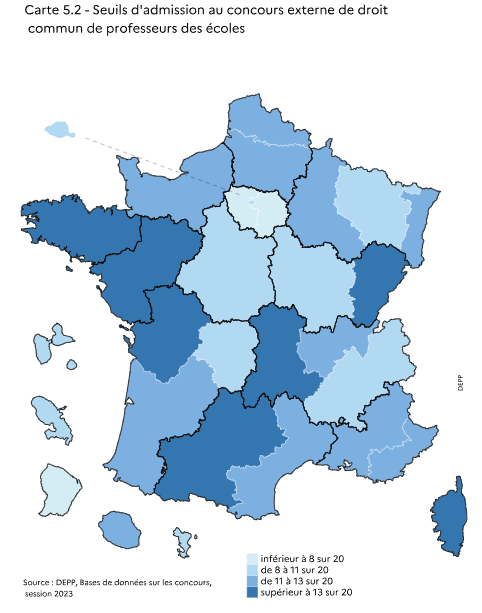 Carte 5.2 - Seuils d'admission au concours externe de droit
commun de professeurs des écoles
DEPP
inférieur à 8 sur 20
de 8 à 11 sur 20
de 11 à 13 sur 20
supérieur à 13 sur 20
Source : DEPP, Bases de données sur les concours,
session 2023